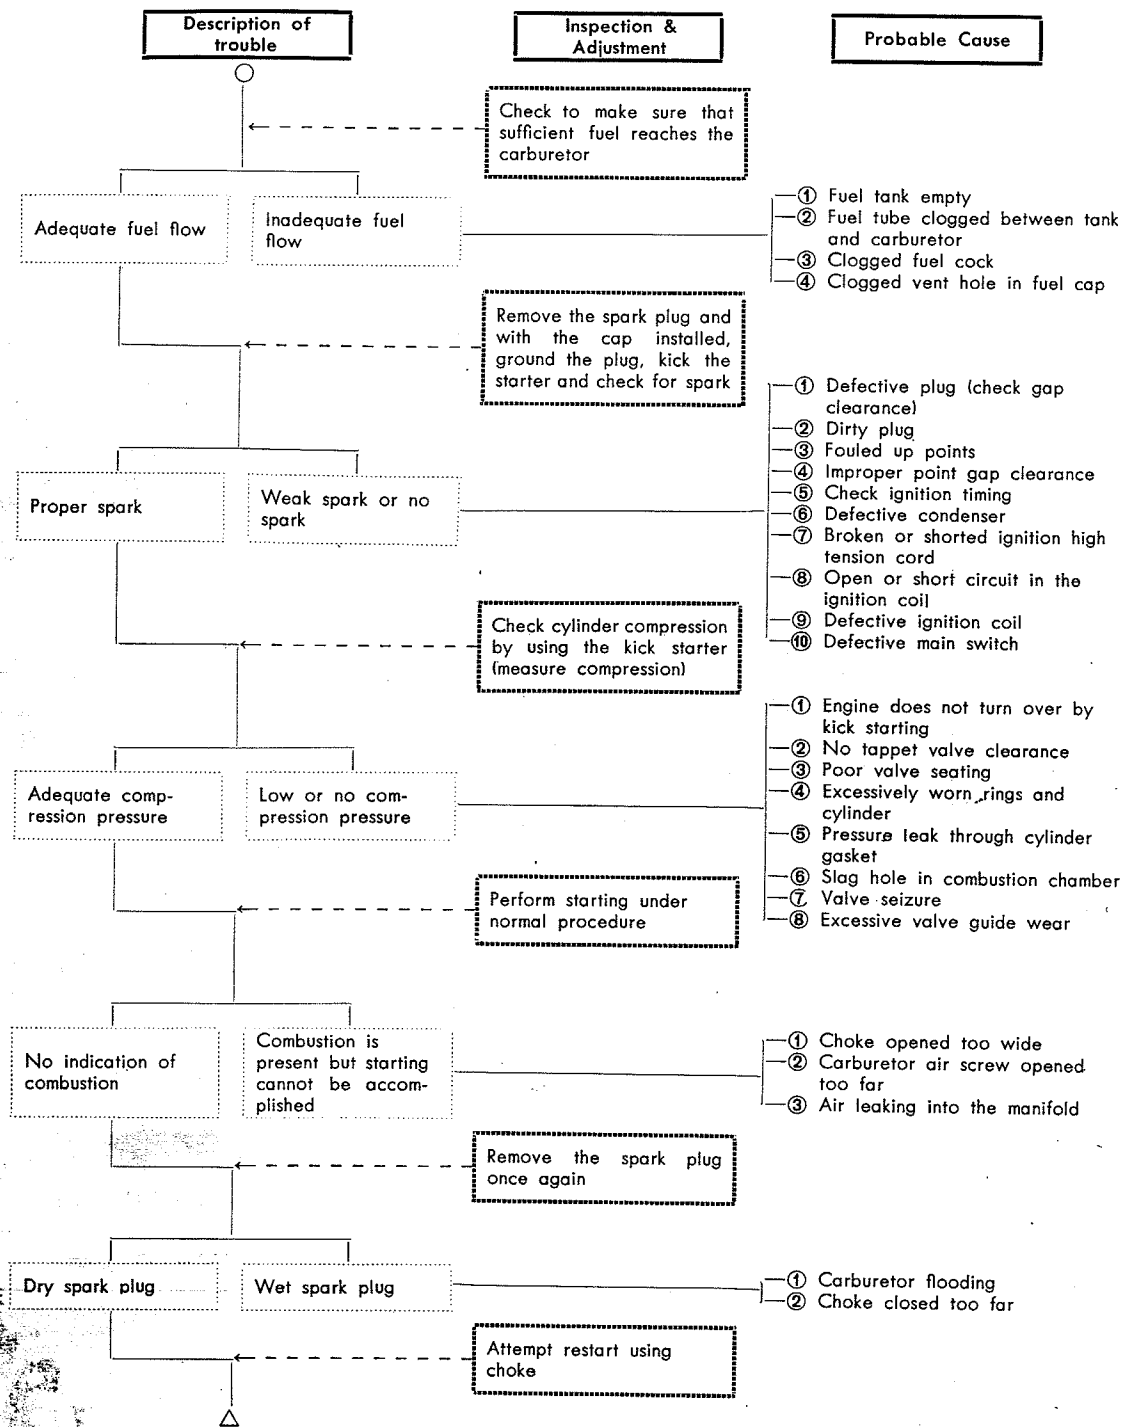 Description of
trouble
Inspection &
Adjustment
Probable Cause
Check to make sure that
sufficient fuel reaches the
carburetor
Adequate fuel flow
Inadequate fuel
flow
① Fuel tank empty
② Fuel tube clogged between tank
and carburetor
③ Clogged fuel cock
④ Clogged vent hole in fuel cap
Remove the spark plug and
with the cap installed,
ground the plug, kick the
starter and check for spark
Proper spark
Weak spark or no
spark
① Defective plug (check gap
clearance)
② Dirty plug
③ Fouled up points
④ Improper point gap clearance
⑤ Check ignition timing
⑥ Defective condenser
⑦ Broken or shorted ignition high
tension cord
⑧ Open or short circuit in the
ignition coil
⑨ Defective ignition coil
⑩ Defective main switch
Check cylinder compression
by using the kick starter
(measure compression)
Adequate comp-
ression pressure
Low or no com-
pression pressure
① Engine does not turn over by
kick starting
② No tappet valve clearance
③ Poor valve seating
④ Excessively worn rings and
cylinder
⑤ Pressure leak through cylinder
gasket
⑥ Slag hole in combustion chamber
⑦ Valve seizure
⑧ Excessive valve guide wear
Perform starting under
normal procedure
No indication of
combustion
Combustion is
present but starting
cannot be accom-
plished
① Choke opened too wide
② Carburetor air screw opened
too far
③ Air leaking into the manifold
Remove the spark plug
once again
Dry spark plug
Wet spark plug
① Carburetor flooding
② Choke closed too far
Attempt restart using
choke